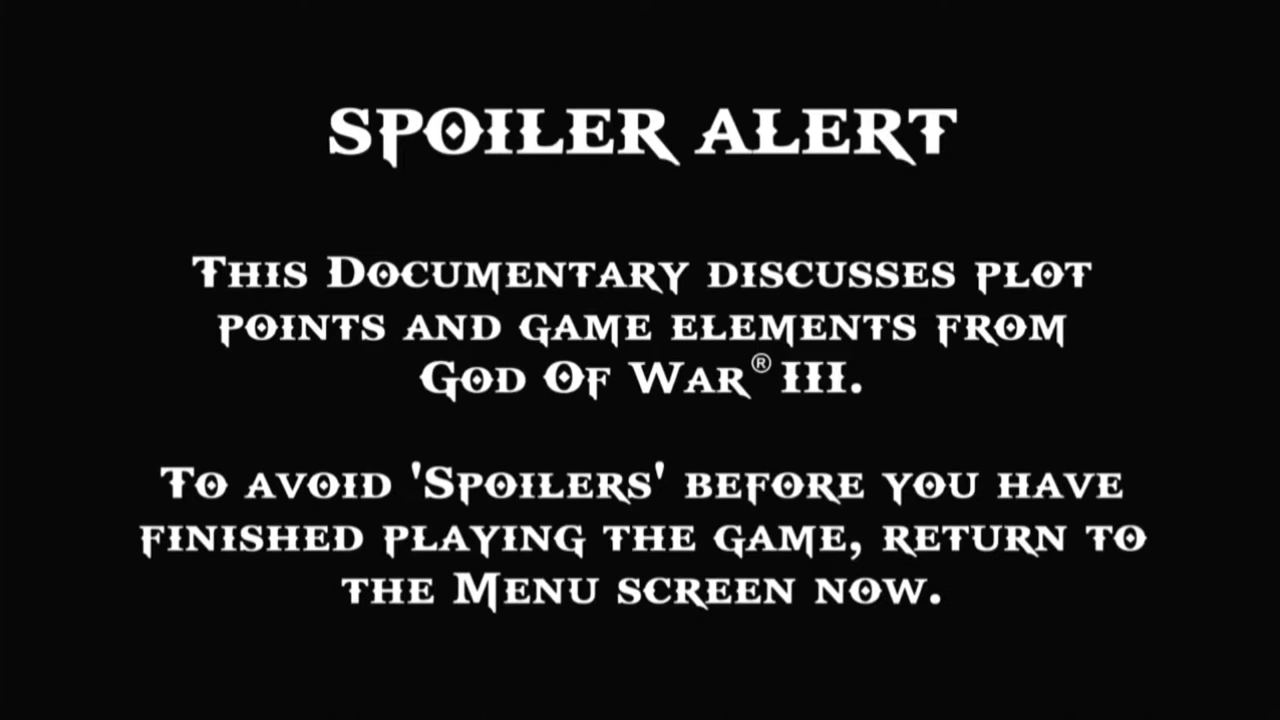 SPOILER ALERT
THIS DOCUMENTARY DISCUSSES PLOT
POINTS AND GAME ELEMENTS FROM
GOD OF WAR® III.
TO AVOID 'SPOILERS' BEFORE YOU HAVE
FINISHED PLAYING THE GAME, RETURN TO
THE MENU SCREEN NOW.